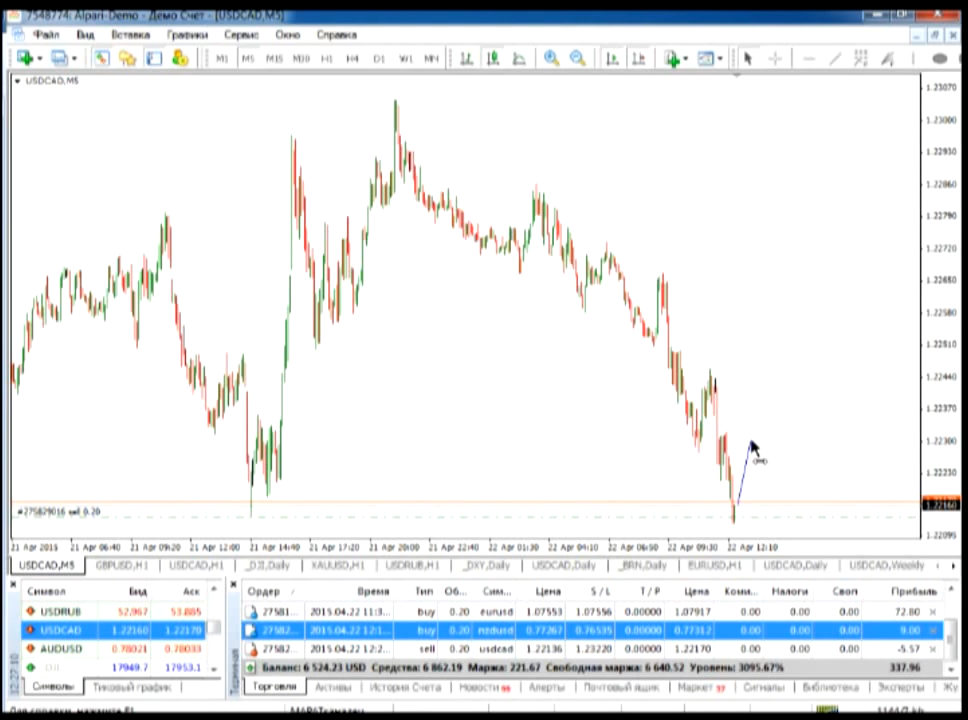 7548774: Alpari-Demo - Демо Счет - [USDCAD,M5]
Файл Вид Вставка Графики Сервис Окно Справка
M1 M5 M15 M30 H1 H4 D1 W1 MN
USDCAD,M5
1.23070
1.23000
1.22930
1.22860
1.22790
1.22720
1.22650
1.22580
1.22510
1.22440
1.22370
1.22300
1.22230
1.22160
1.22095
#275829016 sell 0.20
21 Apr 2015 21 Apr 06:40 21 Apr 09:20 21 Apr 12:00 21 Apr 14:40 21 Apr 17:20 21 Apr 20:00 21 Apr 22:40 22 Apr 01:30 22 Apr 04:10 22 Apr 06:50 22 Apr 09:30 22 Apr 12:10
USDCAD,M5 GBPUSD,H1 USDCAD,H1 _DJI,Daily XAUUSD,H1 USDRUB,H1 _DXY,Daily USDCAD,Daily _BRN,Daily EURUSD,H1 USDCAD,Daily USDCAD,Weekly
Символ Бид Аск
USDRUB 52.967 53.885
USDCAD 1.22160 1.22170
AUDUSD 0.78021 0.78033
17949.7 17953.1
Символы Тиковый график
Ордер Время Тип Об... Сим... Цена S / L T / P Цена Коми... Налоги Своп Прибыль
27581... 2015.04.22 11:3... buy 0.20 eurusd 1.07553 1.07556 0.00000 1.07917 0.00 0.00 0.00 72.80
27582... 2015.04.22 12:1... buy 0.20 nzdusd 0.77267 0.76535 0.00000 0.77312 0.00 0.00 0.00 9.00
27582... 2015.04.22 12:2... sell 0.20 usdcad 1.22136 1.23220 0.00000 1.22170 0.00 0.00 0.00 -5.57
Баланс: 6 524.23 USD Средства: 6 862.19 Маржа: 221.67 Свободная маржа: 6 640.52 Уровень: 3095.67% 337.96
Торговля Активы История Счета Новости Алерты Почтовый ящик Маркет Сигналы Библиотека Эксперты Жу
Для справки, нажмите F1